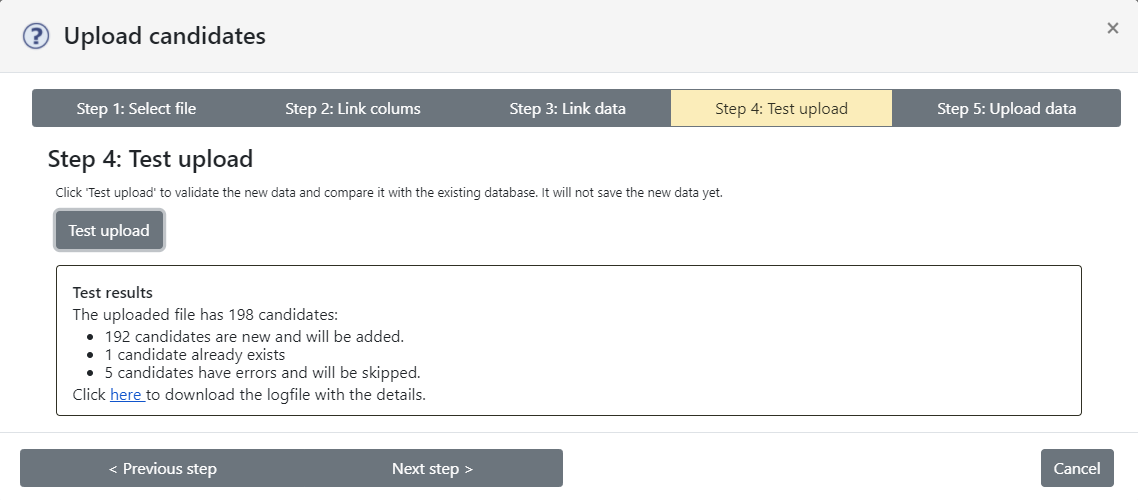 ? Upload candidates ×
Step 1: Select file Step 2: Link colums Step 3: Link data Step 4: Test upload Step 5: Upload data
Step 4: Test upload
Click 'Test upload' to validate the new data and compare it with the existing database. It will not save the new data yet.
Test upload
Test results
The uploaded file has 198 candidates:
• 192 candidates are new and will be added.
• 1 candidate already exists
• 5 candidates have errors and will be skipped.
Click here to download the logfile with the details.
< Previous step Next step > Cancel